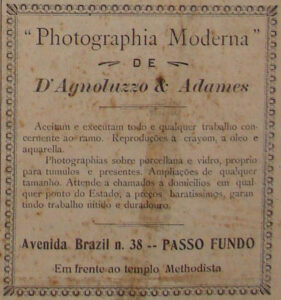 "Photographia Moderna"
DE
D'Agnoluzzo & Adames
Aceitam e executam todo e qualquer trabalho con-
cernente ao ramo. Reproducções a crayom, a óleo e
aquarella.
Photographias sobre porcellana e vidro, proprio
para tumulos e presentes. Ampliações de qualquer
tamanho. Attende a chamados a domicilios em qual
quer ponto do Estado, a preços baratissimos, garan
tindo trabalho nitido e duradouro.
Avenida Brazil n. 38 -- PASSO FUNDO
Em frente ao templo Methodista